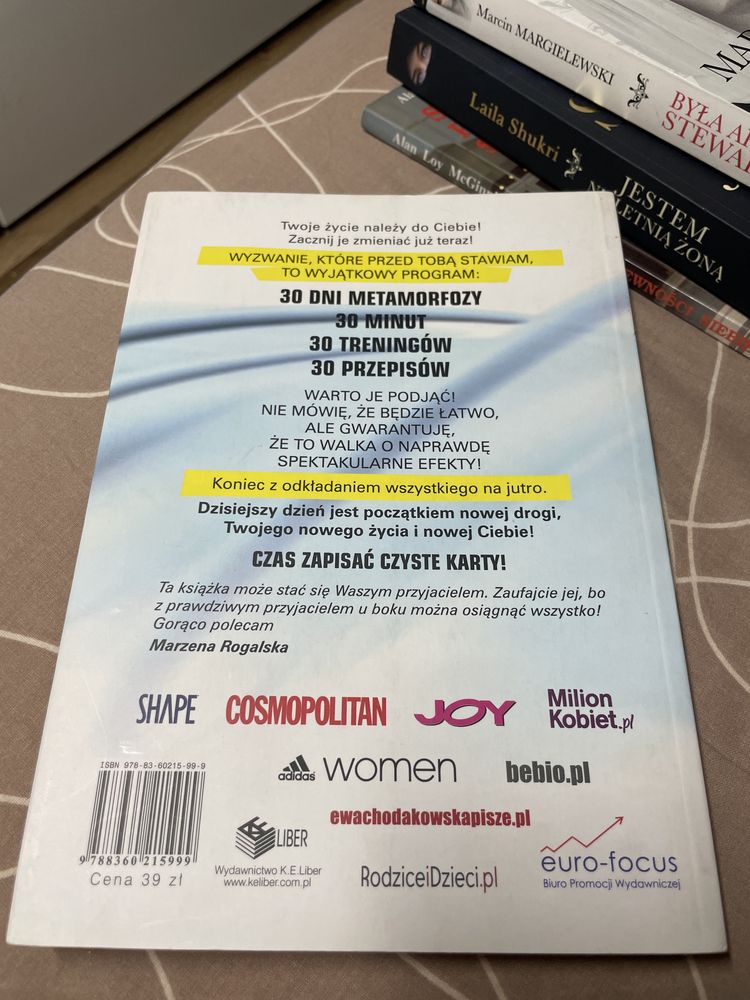 Marcin MARGIELEWSKI
BYŁA
Laila Shukri
JESTEM
ŻONĄ
Alan Loy
Twoje życie należy do Ciebie!
Zacznij je zmieniać już teraz!
WYZWANIE, KTÓRE PRZED TOBĄ STAWIAM,
TO WYJĄTKOWY PROGRAM:
30 DNI METAMORFOZY
30 MINUT
30 TRENINGÓW
30 PRZEPISÓW
WARTO JE PODJĄĆ!
NIE MÓWIĘ, ŻE BĘDZIE ŁATWO,
ALE GWARANTUJĘ,
ŻE TO WALKA O NAPRAWDĘ
SPEKTAKULARNE EFEKTY!
Koniec z odkładaniem wszystkiego na jutro.
Dzisiejszy dzień jest początkiem nowej drogi,
Twojego nowego życia i nowej Ciebie!
CZAS ZAPISAĆ CZYSTE KARTY!
Ta książka może stać się Waszym przyjacielem. Zaufajcie jej, bo
z prawdziwym przyjacielem u boku można osiągnąć wszystko!
Gorąco polecam
Marzena Rogalska
SHAPE COSMOPOLITAN JOY Milion
Kobiet.pl
ISBN 978-83-60215-99-9
adidas women bebio.pl
ewachodakowskapisze.pl
9 788360 215999
Cena 39 zł
LIBER
Wydawnictwo K.E.Liber
www.keliber.com.pl
RodziceiDzieci.pl
euro-focus
Biuro Promocji Wydawniczej